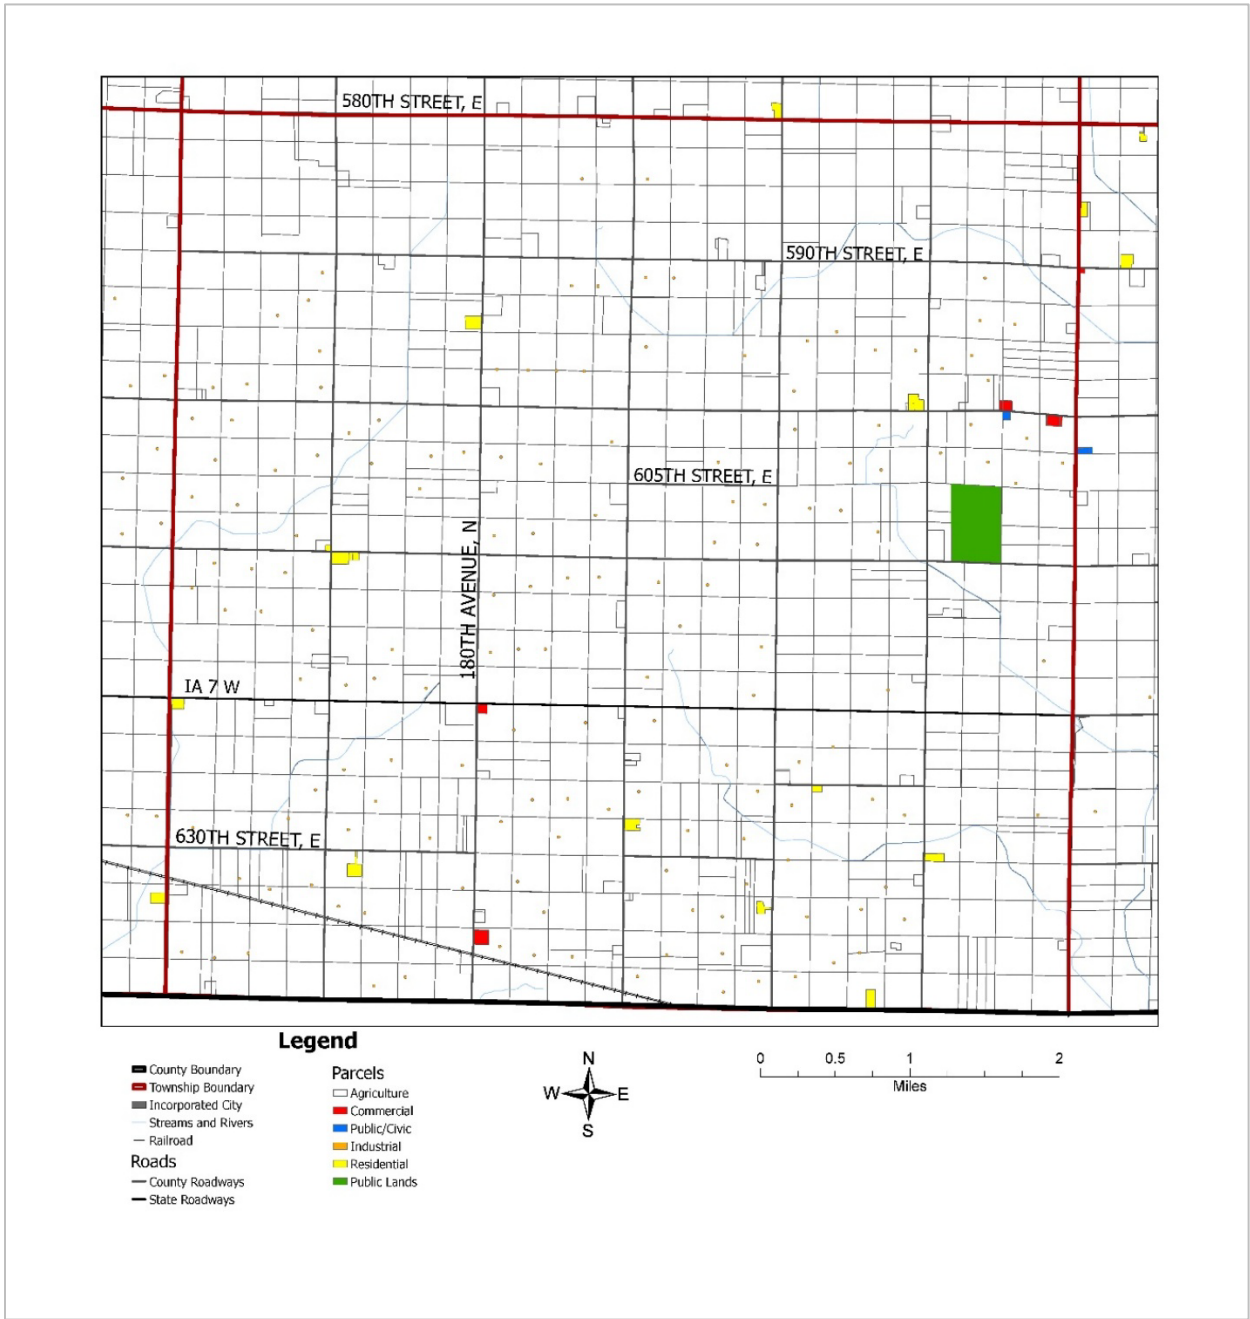 580TH STREET, E
590TH STREET, E
605TH STREET, E
180TH AVENUE, N
IA 7 W
630TH STREET, E
Legend
County Boundary
Township Boundary
Incorporated City
Streams and Rivers
Railroad
Roads
County Roadways
State Roadways
Parcels
Agriculture
Commercial
Public/Civic
Industrial
Residential
Public Lands
N
W E
S
0 0.5 1 2
Miles